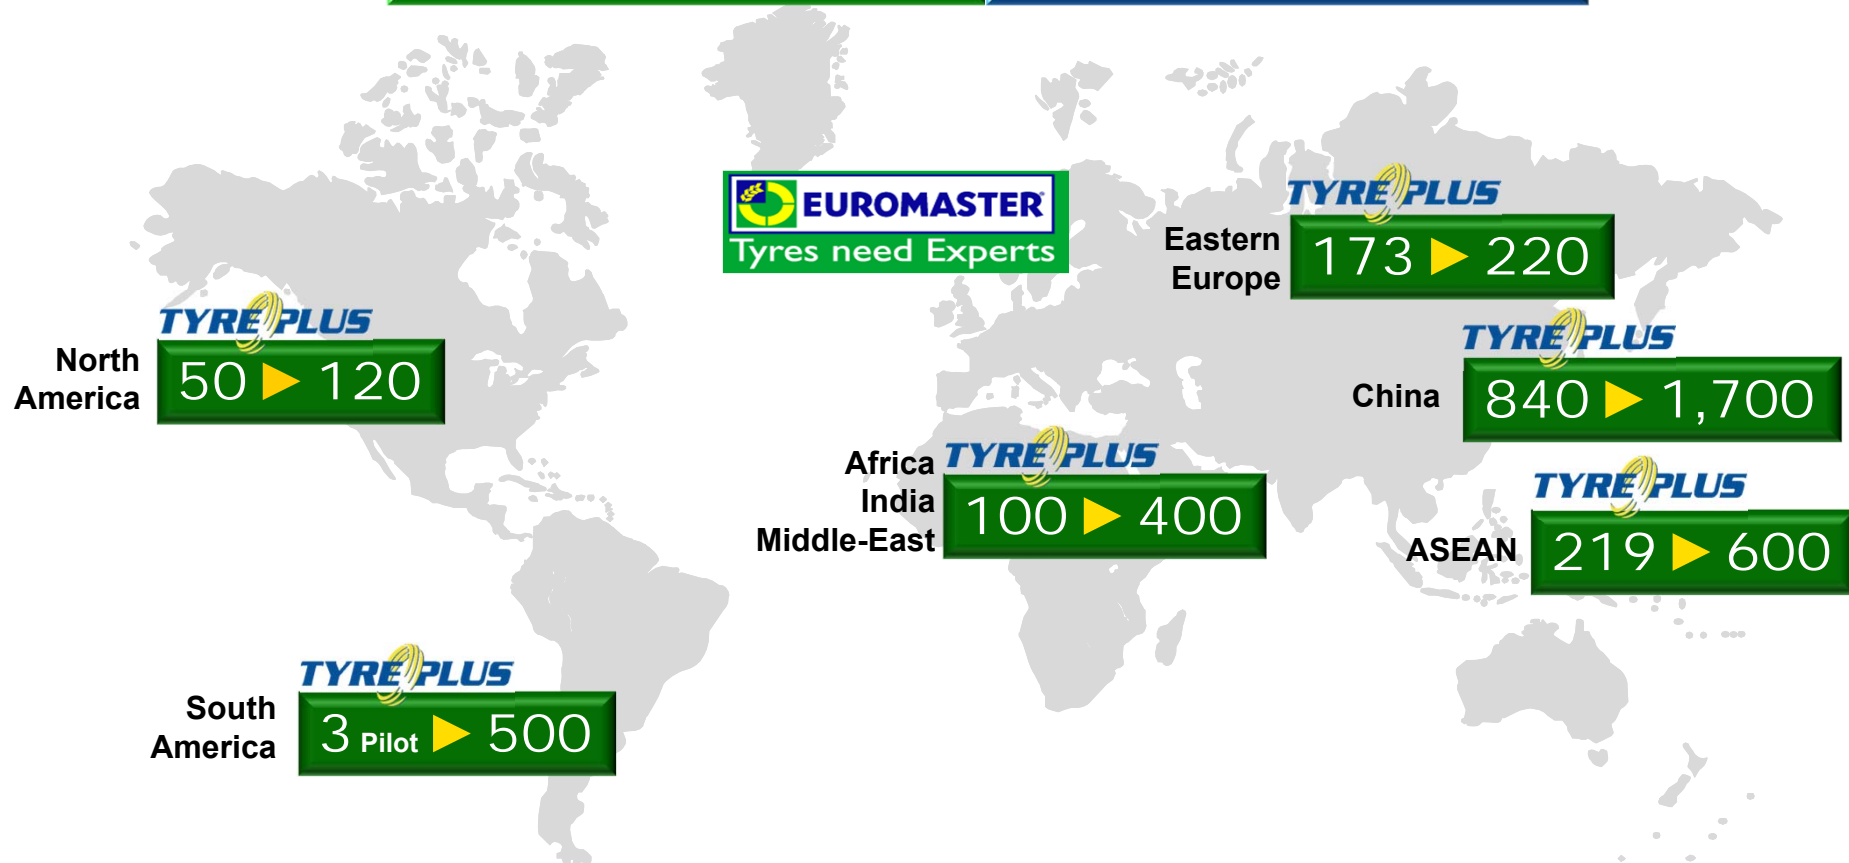 EUROMASTER
Tyres need Experts
TYREPLUS
Eastern
Europe
173 ▶ 220
TYREPLUS
North
America
50 ▶ 120
TYREPLUS
China
840 ▶ 1,700
TYREPLUS
Africa
India
Middle-East
100 ▶ 400
TYREPLUS
ASEAN
219 ▶ 600
TYREPLUS
South
America
3 Pilot ▶ 500